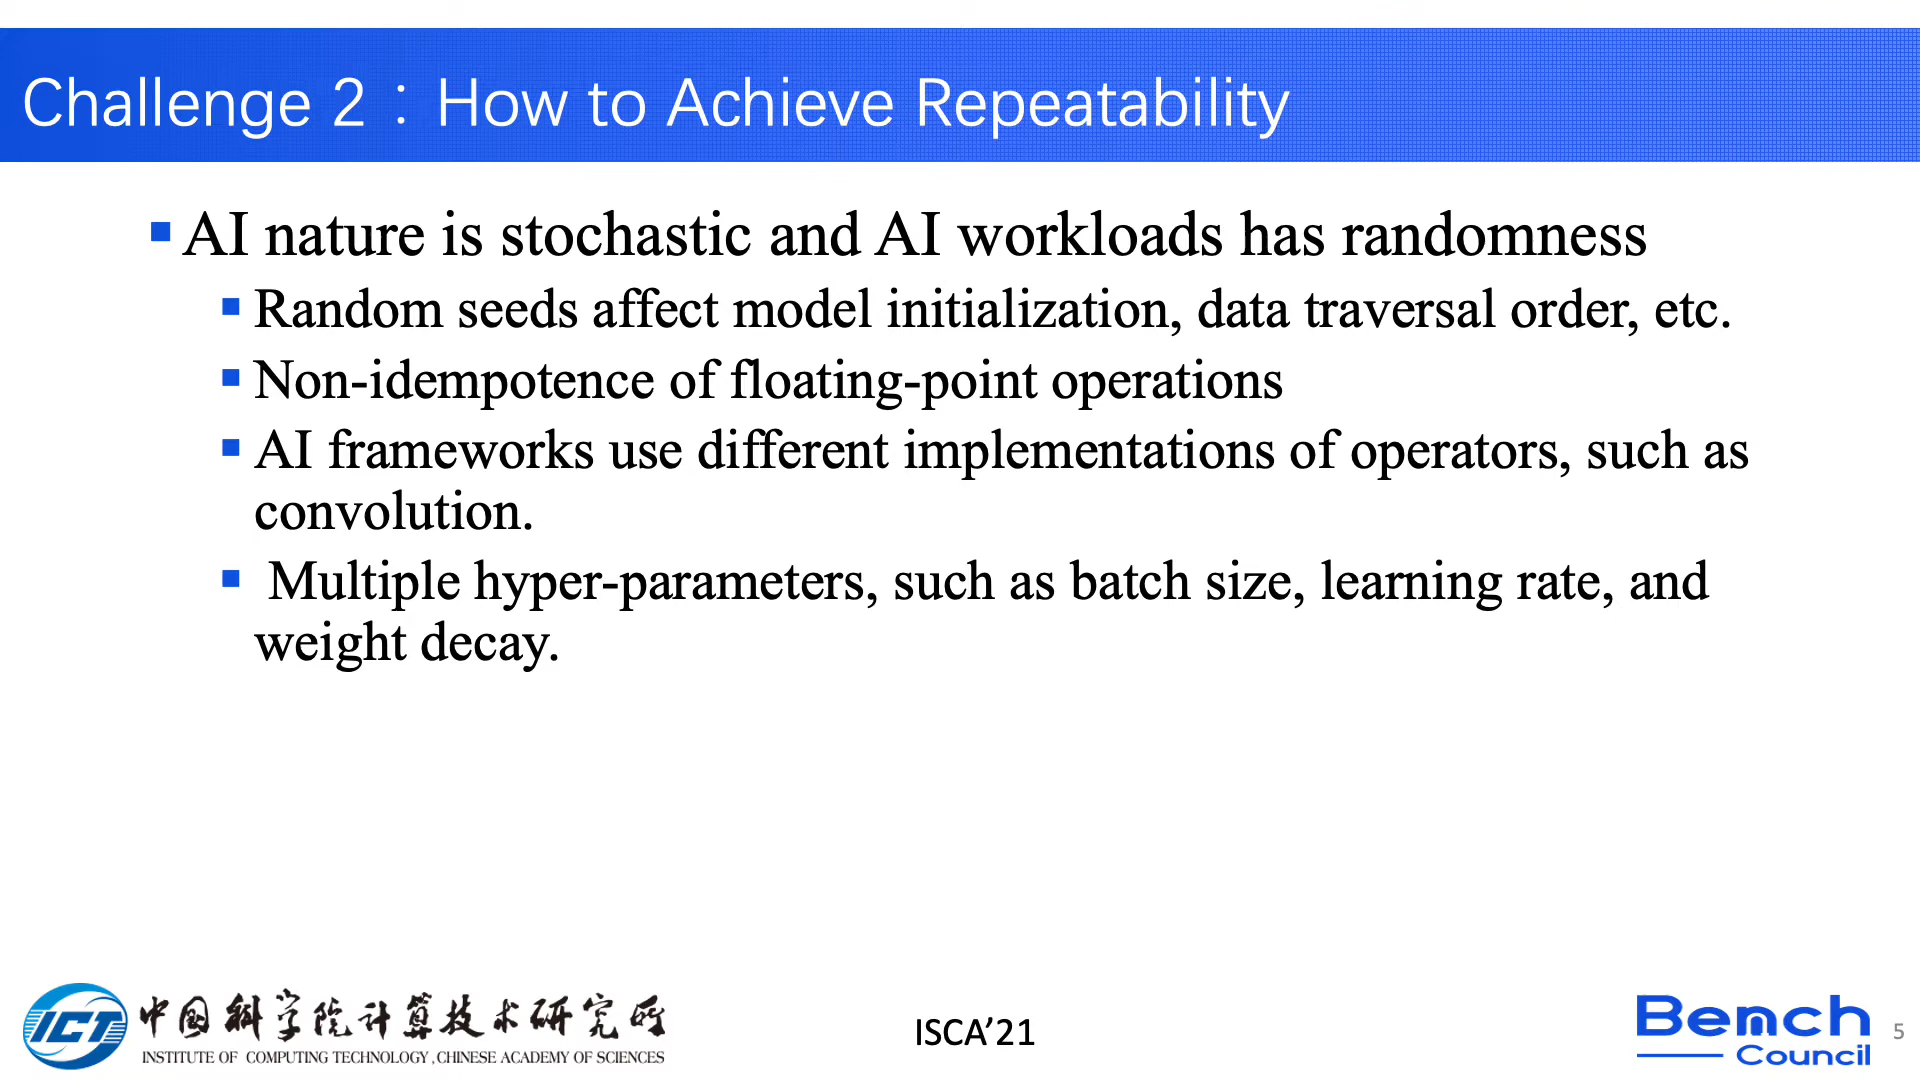 Challenge 2：How to Achieve Repeatability
AI nature is stochastic and AI workloads has randomness
Random seeds affect model initialization, data traversal order, etc.
Non-idempotence of floating-point operations
AI frameworks use different implementations of operators, such as
convolution.
Multiple hyper-parameters, such as batch size, learning rate, and
weight decay.
ICT
中国科学院计算技术研究所
INSTITUTE OF COMPUTING TECHNOLOGY, CHINESE ACADEMY OF SCIENCES
ISCA’21
Bench
Council
5